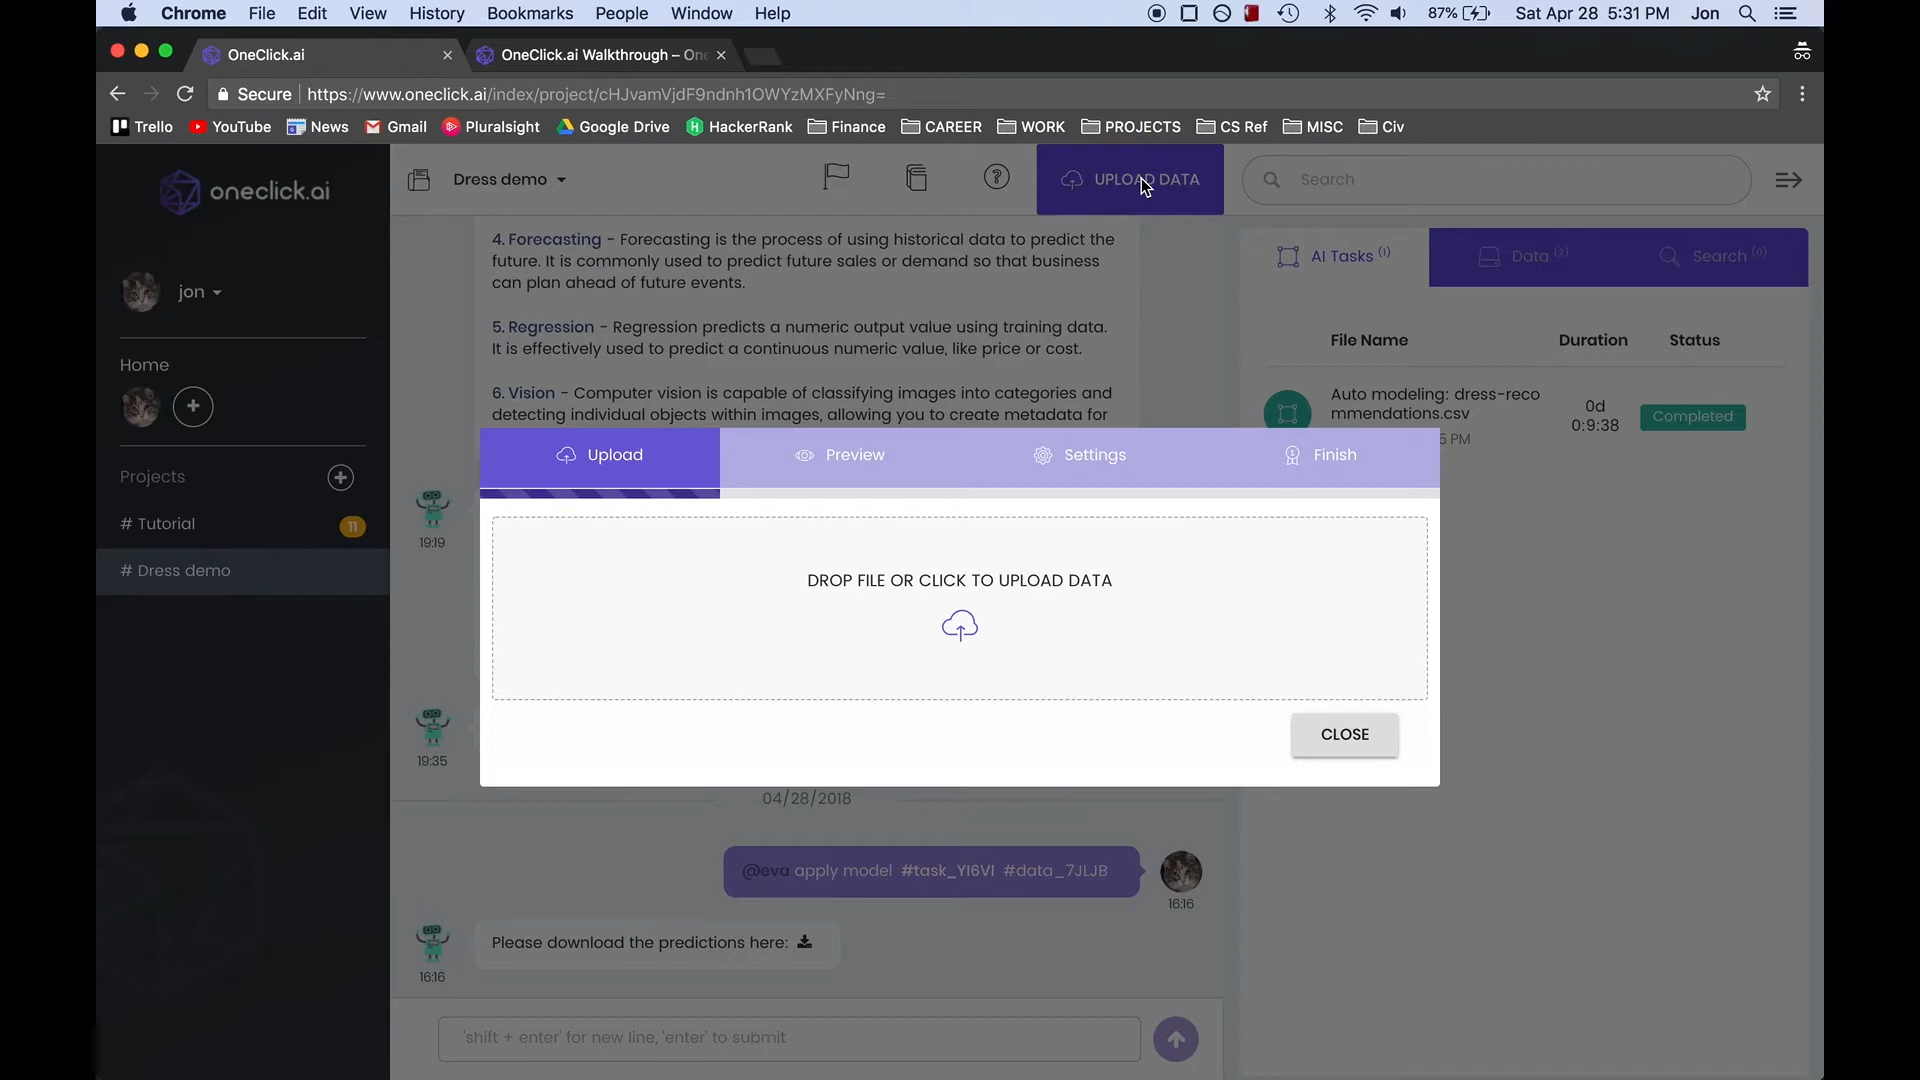 Chrome File Edit View History Bookmarks People Window Help 87% Sat Apr 28 5:31 PM Jon
OneClick.ai
OneClick.ai Walkthrough – One
Secure https://www.oneclick.ai/index/project/cHJvamVjdF9ndnh1OWYzMXFyNng=
Trello YouTube News Gmail Pluralsight Google Drive HackerRank Finance CAREER WORK PROJECTS CS Ref MISC Civ
oneclick.ai
Dress demo
UPLOAD DATA
Search
jon
Home
Projects
# Tutorial 11
# Dress demo
4. Forecasting - Forecasting is the process of using historical data to predict the
future. It is commonly used to predict future sales or demand so that business
can plan ahead of future events.
5. Regression - Regression predicts a numeric output value using training data.
It is effectively used to predict a continuous numeric value, like price or cost.
6. Vision - Computer vision is capable of classifying images into categories and
detecting individual objects within images, allowing you to create metadata for
19:19
19:35
Upload Preview Settings Finish
DROP FILE OR CLICK TO UPLOAD DATA
CLOSE
04/28/2018
@eva apply model #task_YI6VI #data_7JLJB
16:16
Please download the predictions here:
16:16
'shift + enter' for new line, 'enter' to submit
AI Tasks (1) Data (2) Search (0)
File Name Duration Status
Auto modeling: dress-reco
mmendations.csv
5 PM
0d
0:9:38
Completed